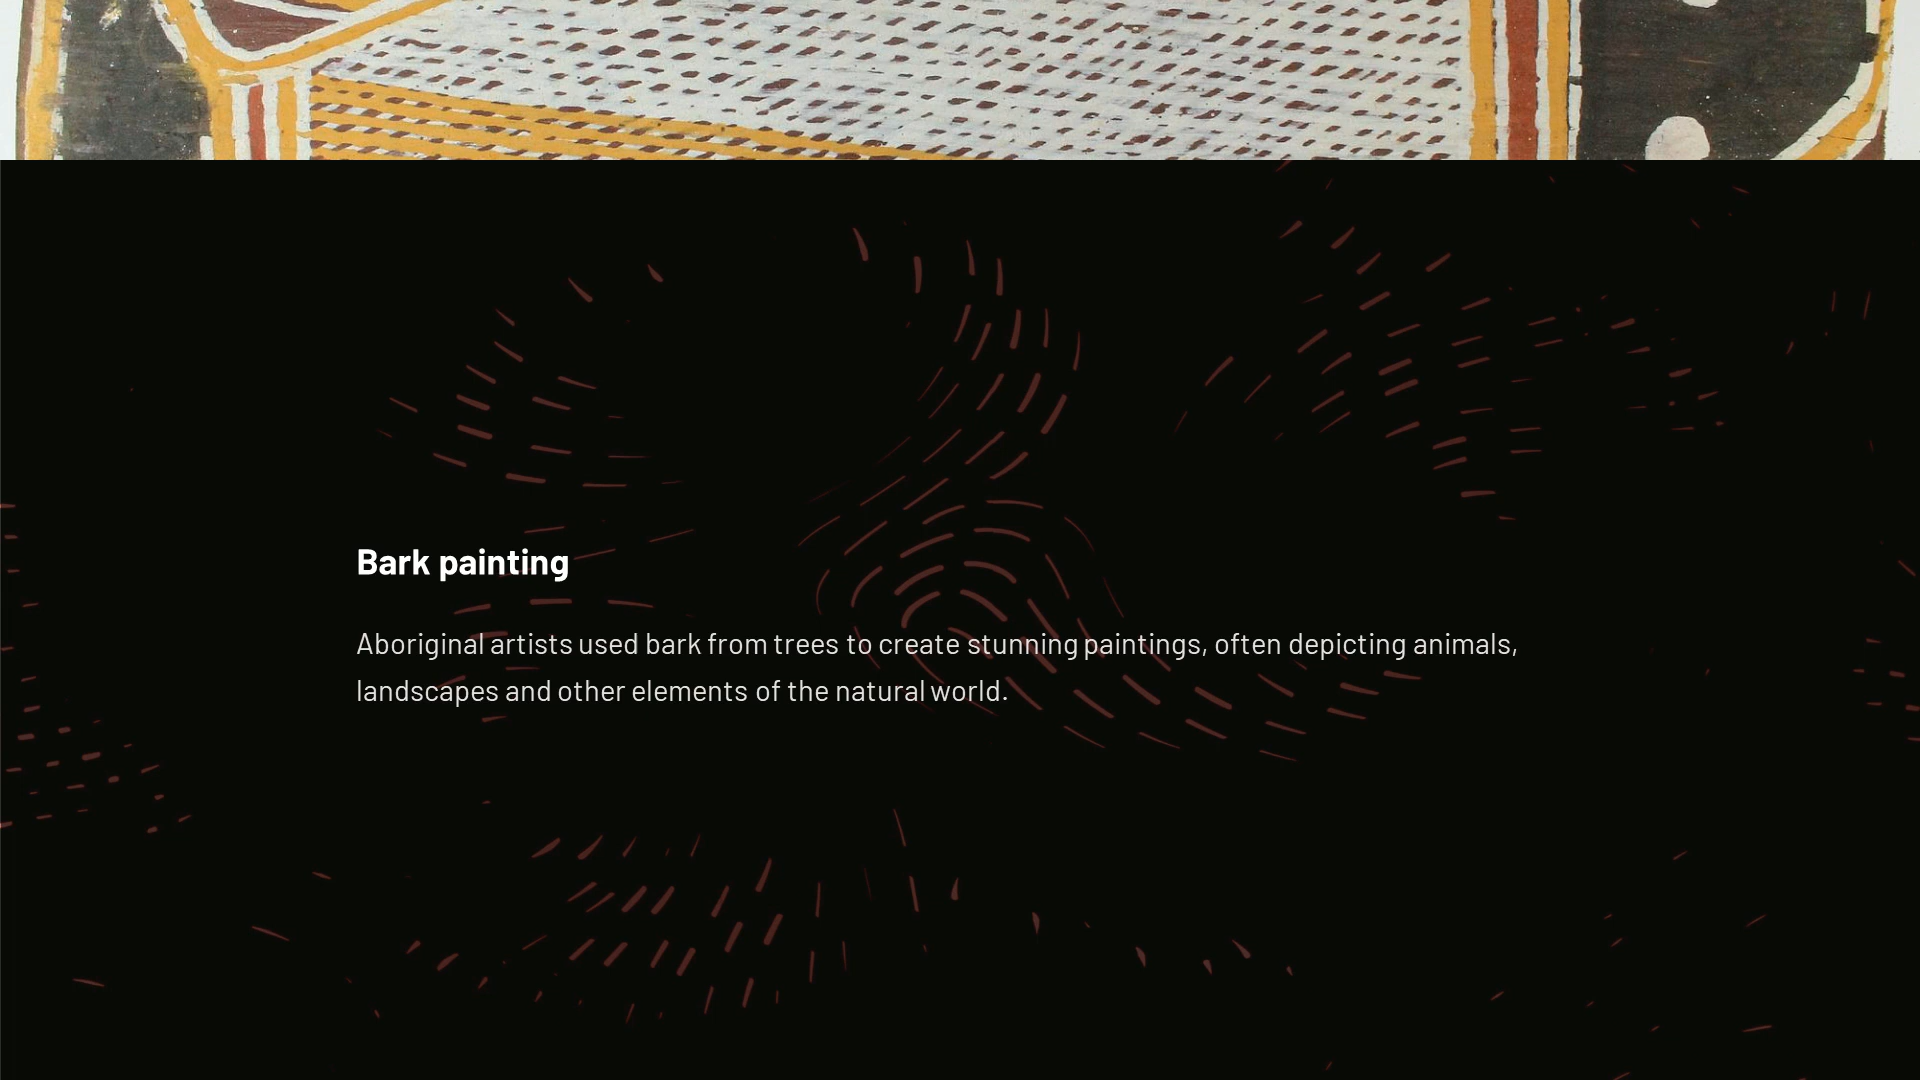 Bark painting
Aboriginal artists used bark from trees to create stunning paintings, often depicting animals,
landscapes and other elements of the natural world.